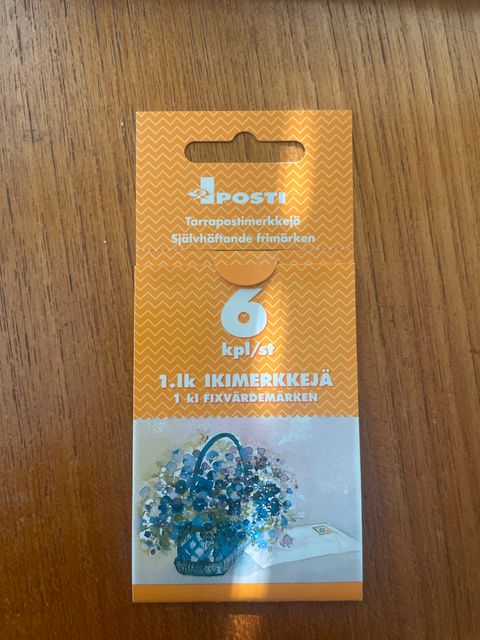 POSTI
Tarrapostimerkkejä
Självhäftande frimärken
6
kpl/st
1.lk IKIMERKKEJÄ
1 kl FIXVÄRDEMÄRKEN